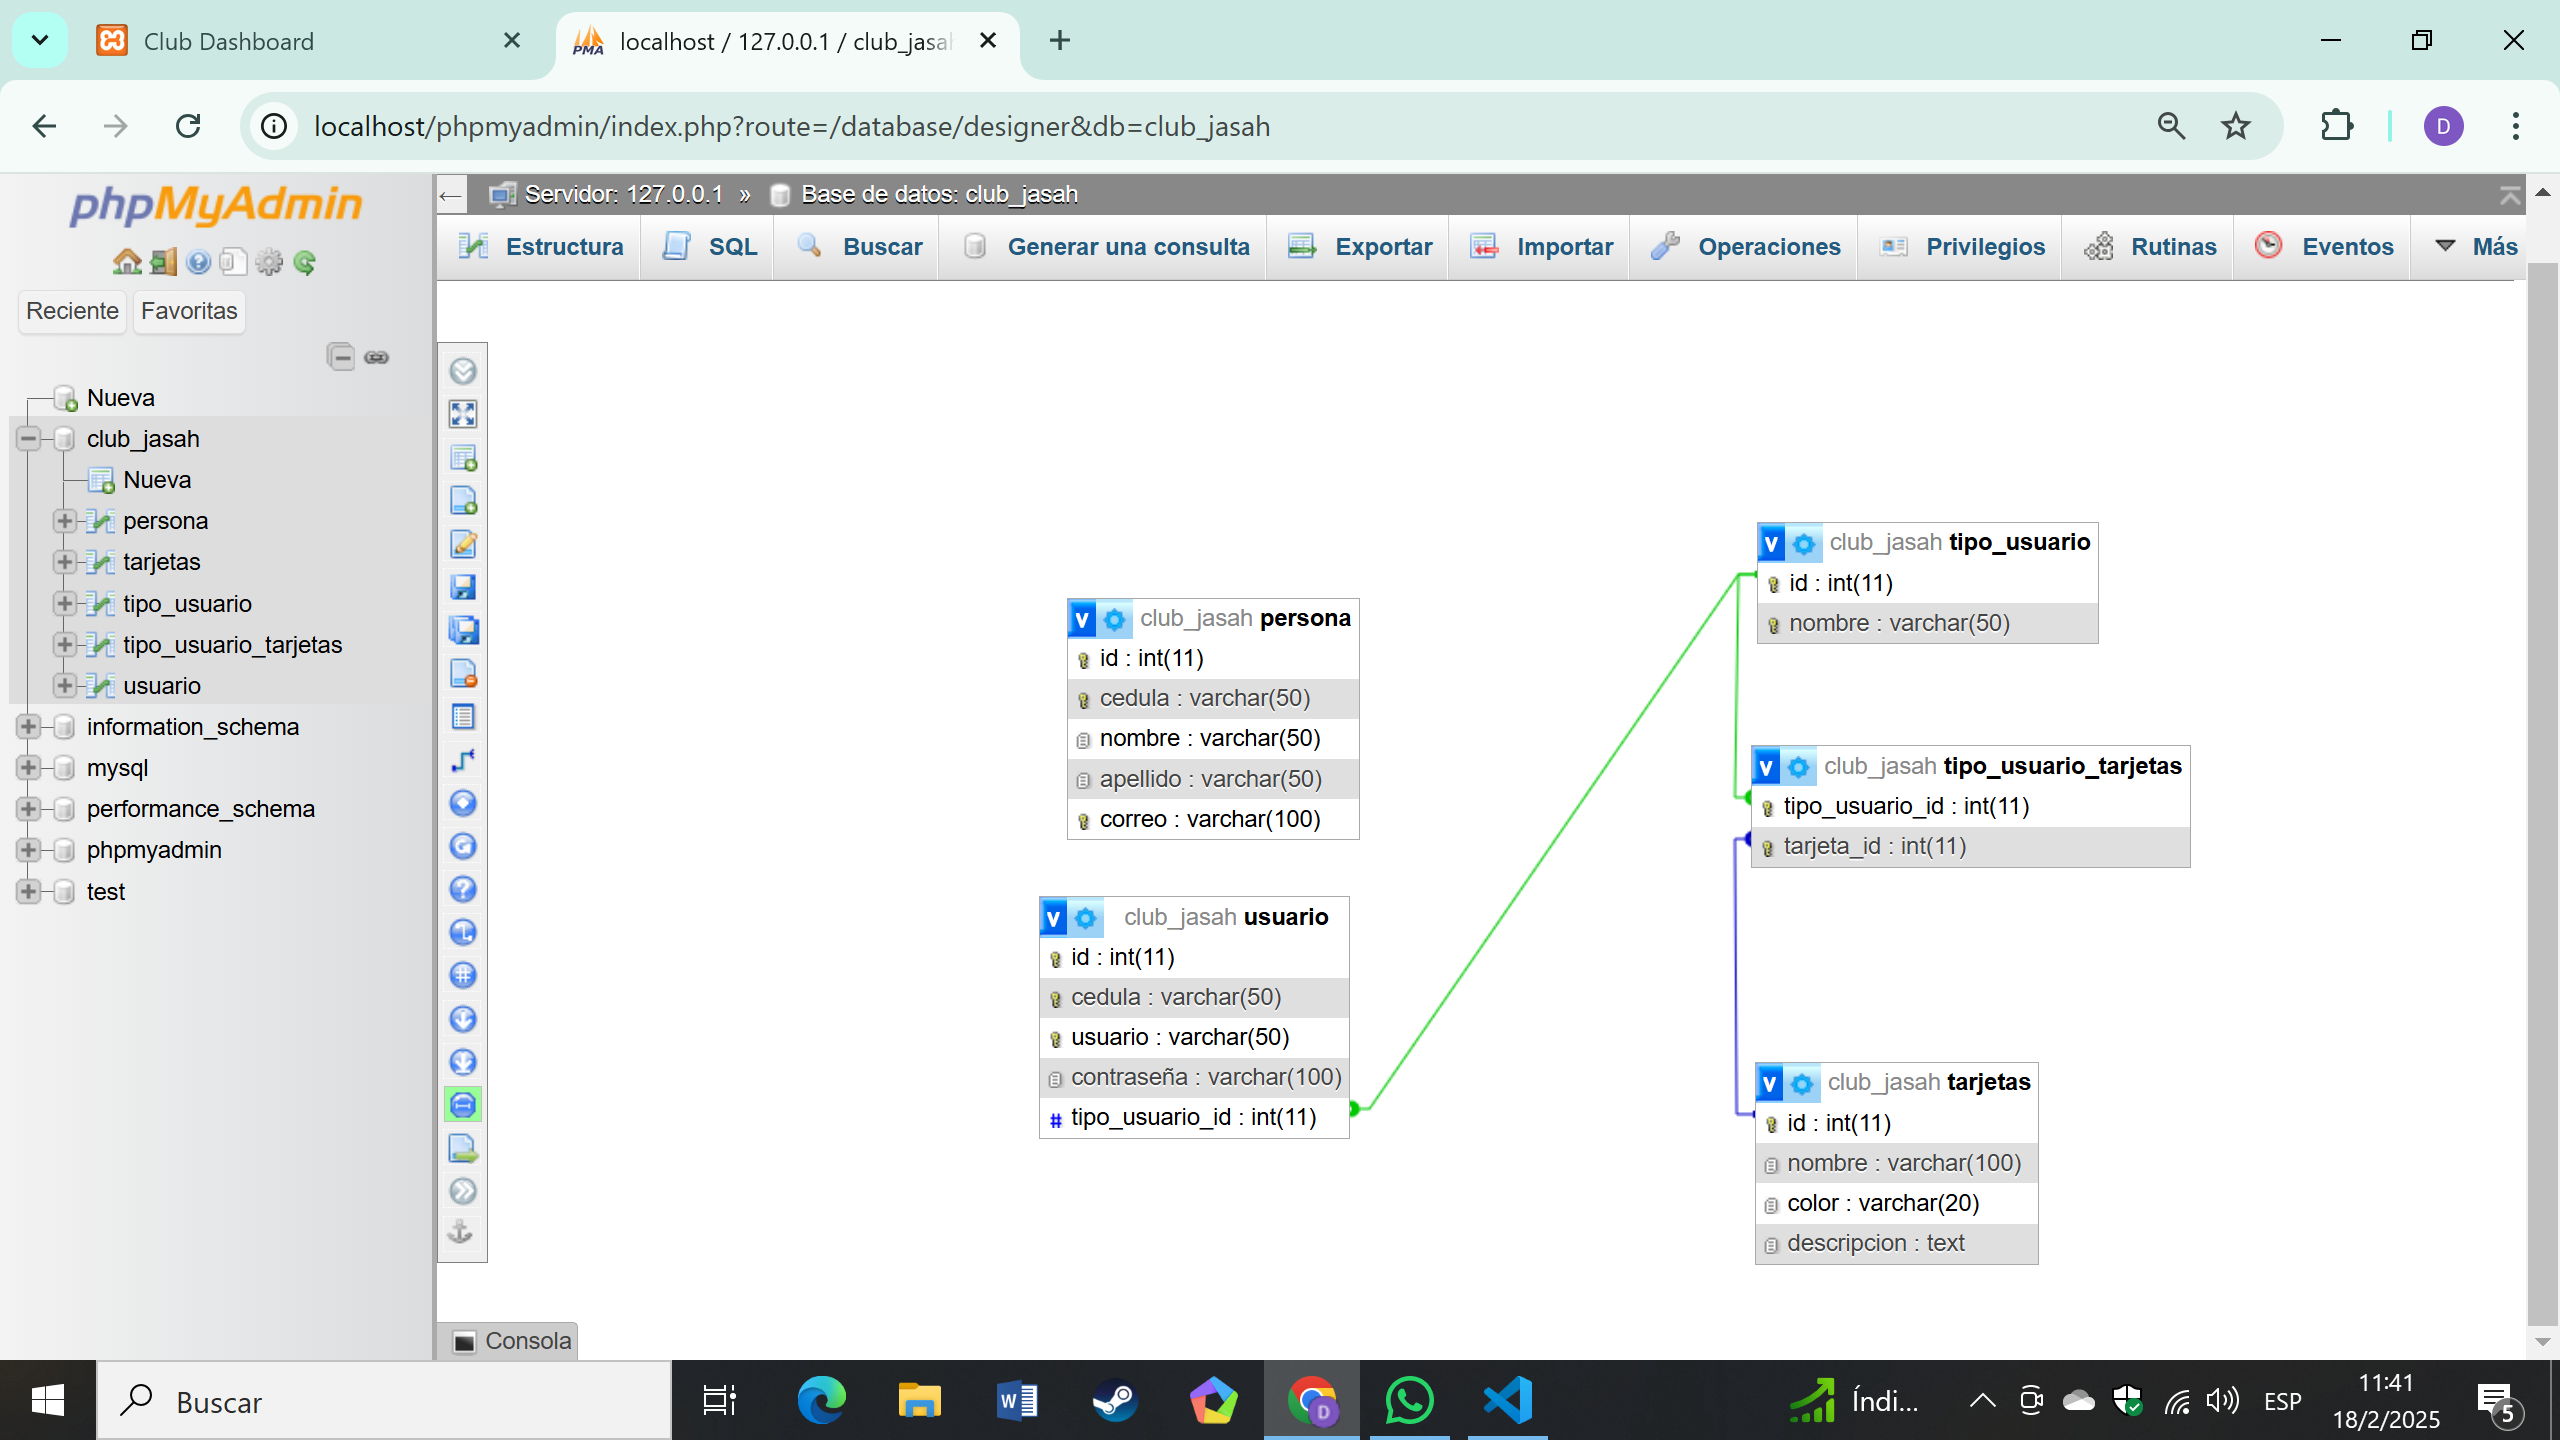 Club Dashboard
localhost / 127.0.0.1 / club_jasah
localhost/phpmyadmin/index.php?route=/database/designer&db=club_jasah
D
phpMyAdmin
Reciente
Favoritas
Nueva
club_jasah
Nueva
persona
tarjetas
tipo_usuario
tipo_usuario_tarjetas
usuario
information_schema
mysql
performance_schema
phpmyadmin
test
Servidor: 127.0.0.1 » Base de datos: club_jasah
Estructura
SQL
Buscar
Generar una consulta
Exportar
Importar
Operaciones
Privilegios
Rutinas
Eventos
Más
v club_jasah persona
id : int(11)
cedula : varchar(50)
nombre : varchar(50)
apellido : varchar(50)
correo : varchar(100)
v club_jasah usuario
id : int(11)
cedula : varchar(50)
usuario : varchar(50)
contraseña : varchar(100)
# tipo_usuario_id : int(11)
v club_jasah tipo_usuario
id : int(11)
nombre : varchar(50)
v club_jasah tipo_usuario_tarjetas
tipo_usuario_id : int(11)
tarjeta_id : int(11)
v club_jasah tarjetas
id : int(11)
nombre : varchar(100)
color : varchar(20)
descripcion : text
Consola
Buscar
Índi...
ESP
11:41
18/2/2025
5